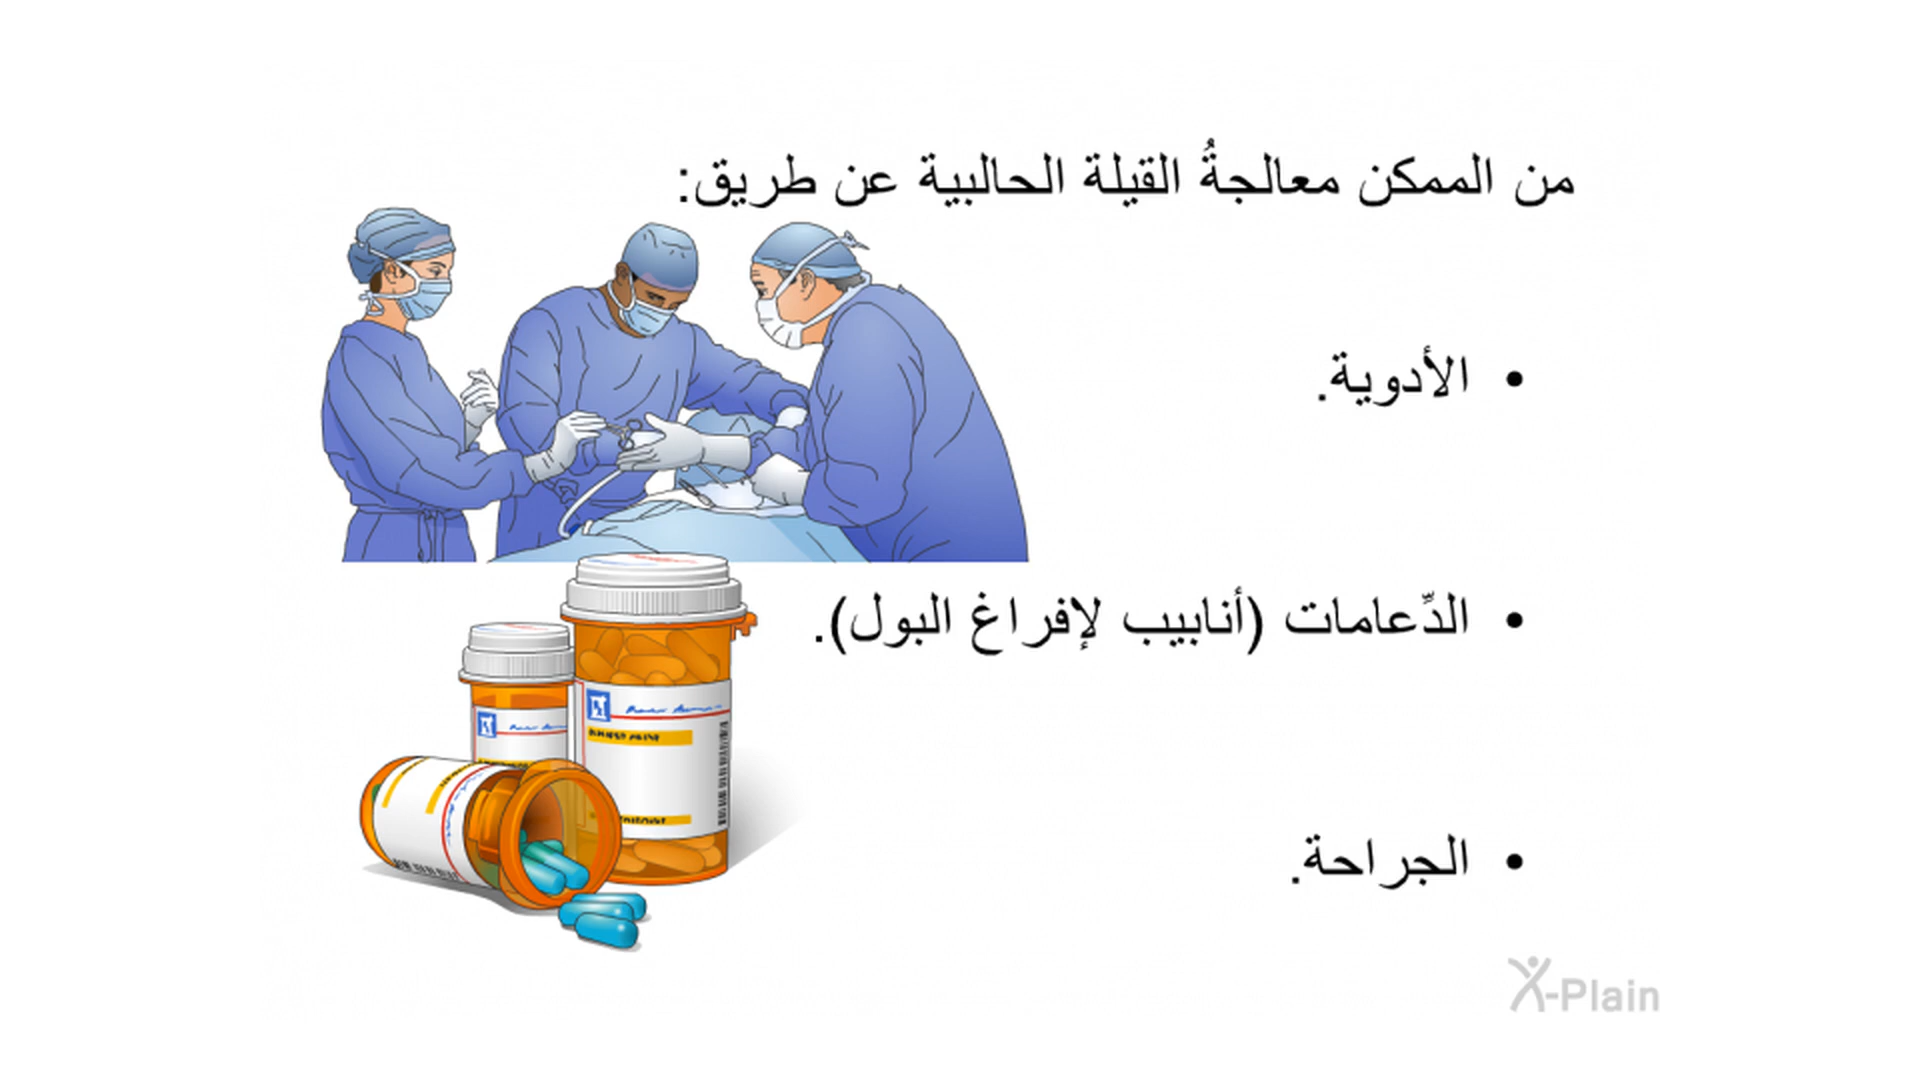 من الممكن معالجةُ القيلة الحالبية عن طريق:
• الأدوية.
• الدِّعامات (أنابيب لإفراغ البول).
• الجراحة.
X-Plain